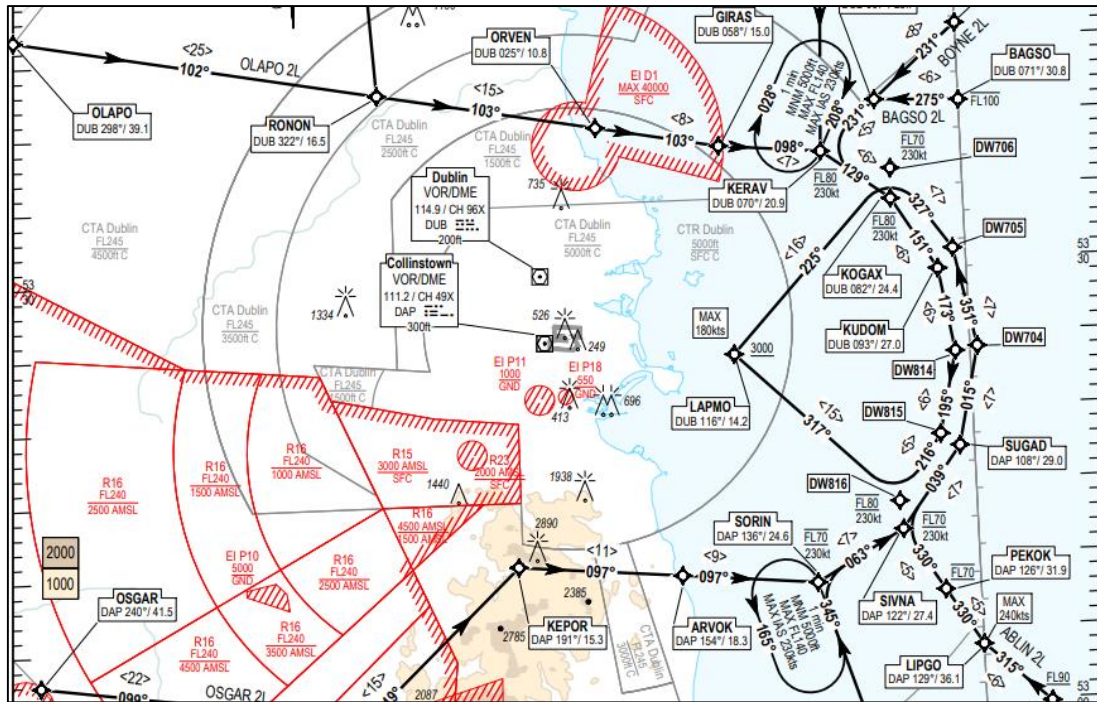 <25>
102°
OLAPO 2L
OLAPO
DUB 298°/ 39.1
RONON
DUB 322°/ 16.5
<15>
103°
ORVEN
DUB 025°/ 10.8
<8>
103°
EI D1
MAX 40000
SFC
GIRAS
DUB 058°/ 15.0
098°
<7>
028°
1 min
MNM 5000ft
MAX FL140
MAX IAS 230kts
208°
231°
<5>
<8>
231°
BOYNE 2L
<6>
275°
BAGSO 2L
BAGSO
DUB 071°/ 30.8
FL100
KERAV
DUB 070°/ 20.9
FL80
230kt
129°
<6>
FL70
230kt
DW706
FL80
230kt
327°
<7>
DW705
KOGAX
DUB 082°/ 24.4
151°
<6>
KUDOM
DUB 093°/ 27.0
173°
<6>
351°
<7>
DW704
DW814
195°
<6>
015°
<7>
DW815
216°
<5>
SUGAD
DAP 108°/ 29.0
039°
<7>
DW816
FL80
230kt
FL70
230kt
SIVNA
DAP 122°/ 27.4
330°
<5>
PEKOK
DAP 126°/ 31.9
FL70
330°
<5>
MAX
240kts
ABLIN 2L
LIPGO
DAP 129°/ 36.1
315°
<6>
FL90
53
30
53
30
53
CTA Dublin
FL245
2500ft C
CTA Dublin
FL245
1500ft C
CTA Dublin
FL245
4500ft C
CTA Dublin
FL245
3500ft C
CTA Dublin
FL245
1500ft C
CTA Dublin
FL245
5000ft C
CTR Dublin
5000ft
SFC C
Dublin
VOR/DME
114.9 / CH 96X
DUB
200ft
Collinstown
VOR/DME
111.2 / CH 49X
DAP
300ft
735
1334
526
249
EI P11
1000
GND
EI P18
550
GND
413
696
<16>
225°
MAX
180kts
3000
LAPMO
DUB 116°/ 14.2
<15>
317°
R16
FL240
2500 AMSL
R16
FL240
1500 AMSL
R16
FL240
1000 AMSL
R15
3000 AMSL
SFC
R23
2000 AMSL
SFC
1440
1938
R16
4500 AMSL
1500 AMSL
2890
EI P10
5000
GND
R16
FL240
2500 AMSL
R16
FL240
3500 AMSL
R16
FL240
4500 AMSL
2000
1000
OSGAR
DAP 240°/ 41.5
<22>
099°
OSGAR 2L
2087
<15>
2785
2385
KEPOR
DAP 191°/ 15.3
<11>
097°
ARVOK
DAP 154°/ 18.3
<9>
097°
SORIN
DAP 136°/ 24.6
FL70
230kt
<7>
063°
165°
1 min
MNM 5000ft
MAX FL140
MAX IAS 230kts
345°
CTA Dublin
FL245
3000ft C